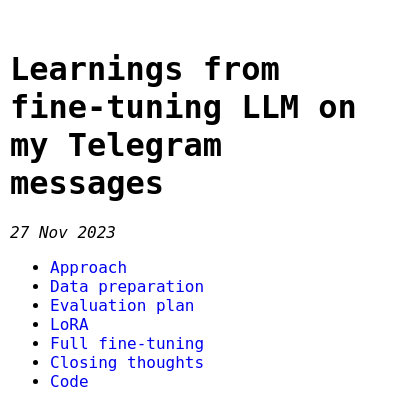 Learnings from
fine-tuning LLM on
my Telegram
messages
27 Nov 2023
Approach
Data preparation
Evaluation plan
LoRA
Full fine-tuning
Closing thoughts
Code